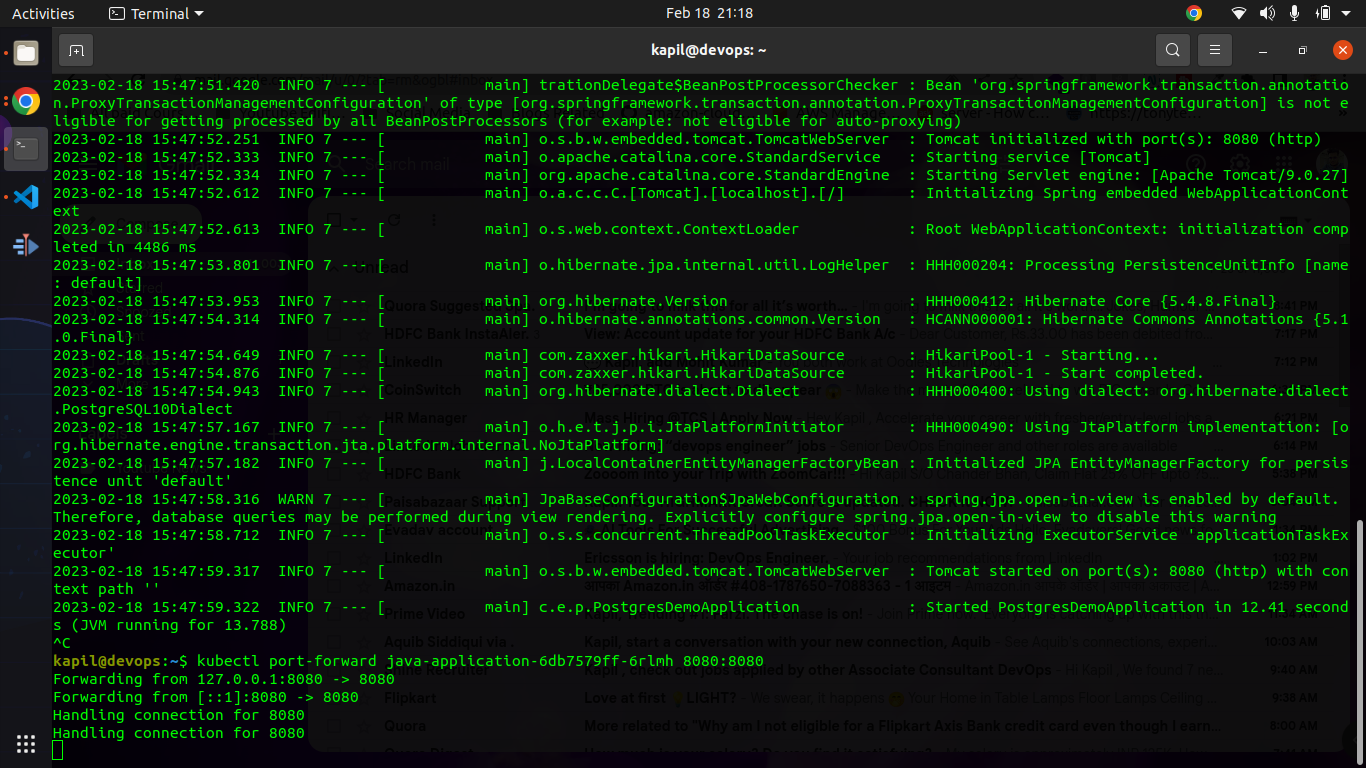 Activities
Terminal
Feb 18 21:18
kapil@devops: ~
2023-02-18 15:47:51.420 INFO 7 --- [ main] trationDelegate$BeanPostProcessorChecker : Bean 'org.springframework.transaction.annotatio
n.ProxyTransactionManagementConfiguration' of type [org.springframework.transaction.annotation.ProxyTransactionManagementConfiguration] is not e
ligible for getting processed by all BeanPostProcessors (for example: not eligible for auto-proxying)
2023-02-18 15:47:52.251 INFO 7 --- [ main] o.s.b.w.embedded.tomcat.TomcatWebServer : Tomcat initialized with port(s): 8080 (http)
2023-02-18 15:47:52.333 INFO 7 --- [ main] o.apache.catalina.core.StandardService : Starting service [Tomcat]
2023-02-18 15:47:52.334 INFO 7 --- [ main] org.apache.catalina.core.StandardEngine : Starting Servlet engine: [Apache Tomcat/9.0.27]
2023-02-18 15:47:52.612 INFO 7 --- [ main] o.a.c.c.C.[Tomcat].[localhost].[/] : Initializing Spring embedded WebApplicationCont
ext
2023-02-18 15:47:52.613 INFO 7 --- [ main] o.s.web.context.ContextLoader : Root WebApplicationContext: initialization comp
leted in 4486 ms
2023-02-18 15:47:53.801 INFO 7 --- [ main] o.hibernate.jpa.internal.util.LogHelper : HHH000204: Processing PersistenceUnitInfo [name
: default]
2023-02-18 15:47:53.953 INFO 7 --- [ main] org.hibernate.Version : HHH000412: Hibernate Core {5.4.8.Final}
2023-02-18 15:47:54.314 INFO 7 --- [ main] o.hibernate.annotations.common.Version : HCANN000001: Hibernate Commons Annotations {5.1
.0.Final}
2023-02-18 15:47:54.649 INFO 7 --- [ main] com.zaxxer.hikari.HikariDataSource : HikariPool-1 - Starting...
2023-02-18 15:47:54.876 INFO 7 --- [ main] com.zaxxer.hikari.HikariDataSource : HikariPool-1 - Start completed.
2023-02-18 15:47:54.943 INFO 7 --- [ main] org.hibernate.dialect.Dialect : HHH000400: Using dialect: org.hibernate.dialect
.PostgreSQL10Dialect
2023-02-18 15:47:57.167 INFO 7 --- [ main] o.h.e.t.j.p.i.JtaPlatformInitiator : HHH000490: Using JtaPlatform implementation: [o
rg.hibernate.engine.transaction.jta.platform.internal.NoJtaPlatform]
2023-02-18 15:47:57.182 INFO 7 --- [ main] j.LocalContainerEntityManagerFactoryBean : Initialized JPA EntityManagerFactory for persis
tence unit 'default'
2023-02-18 15:47:58.316 WARN 7 --- [ main] JpaBaseConfiguration$JpaWebConfiguration : spring.jpa.open-in-view is enabled by default.
Therefore, database queries may be performed during view rendering. Explicitly configure spring.jpa.open-in-view to disable this warning
2023-02-18 15:47:58.712 INFO 7 --- [ main] o.s.s.concurrent.ThreadPoolTaskExecutor : Initializing ExecutorService 'applicationTaskEx
ecutor'
2023-02-18 15:47:59.317 INFO 7 --- [ main] o.s.b.w.embedded.tomcat.TomcatWebServer : Tomcat started on port(s): 8080 (http) with con
text path ''
2023-02-18 15:47:59.322 INFO 7 --- [ main] c.e.p.PostgresDemoApplication : Started PostgresDemoApplication in 12.41 second
s (JVM running for 13.788)
^C
kapil@devops:~$ kubectl port-forward java-application-6db7579ff-6rlmh 8080:8080
Forwarding from 127.0.0.1:8080 -> 8080
Forwarding from [::1]:8080 -> 8080
Handling connection for 8080
Handling connection for 8080